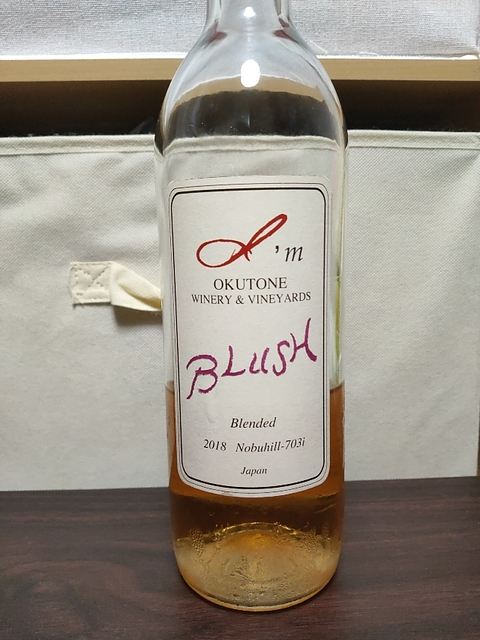 I'm
OKUTONE
WINERY & VINEYARDS
BLUSH
Blended
2018 Nobuhill-703i
Japan